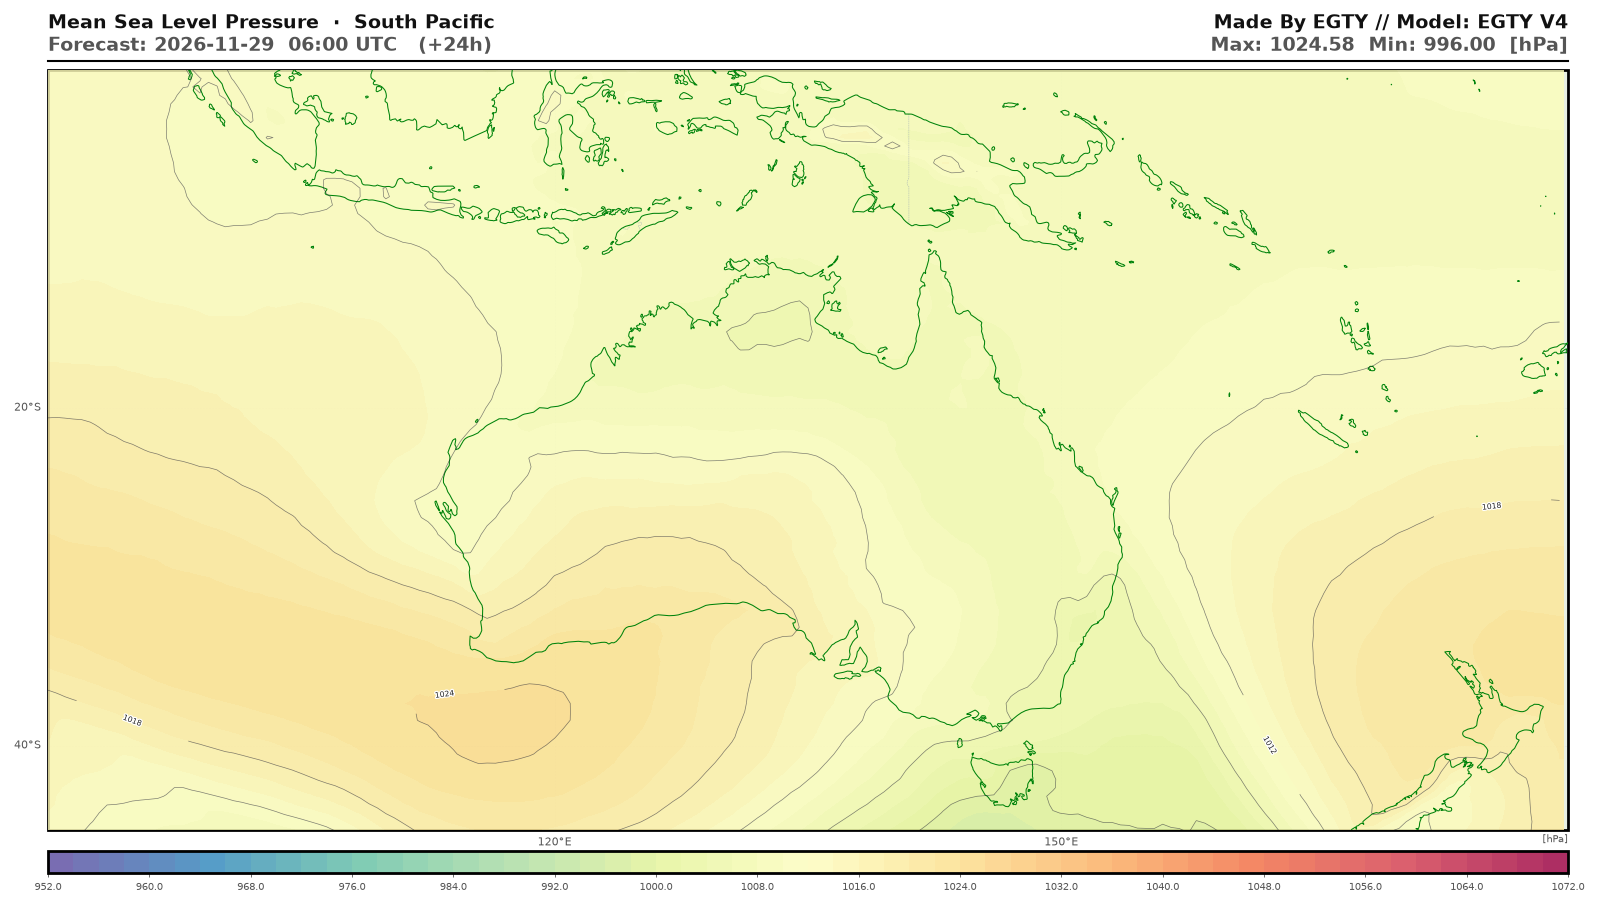 Mean Sea Level Pressure · South Pacific
Made By EGTY // Model: EGTY V4
Forecast: 2026-11-29 06:00 UTC (+24h)
Max: 1024.58 Min: 996.00 [hPa]
20°S
1018
1024
1018
40°S
1012
120°E
150°E
[hPa]
952.0 960.0 968.0 976.0 984.0 992.0 1000.0 1008.0 1016.0 1024.0 1032.0 1040.0 1048.0 1056.0 1064.0 1072.0